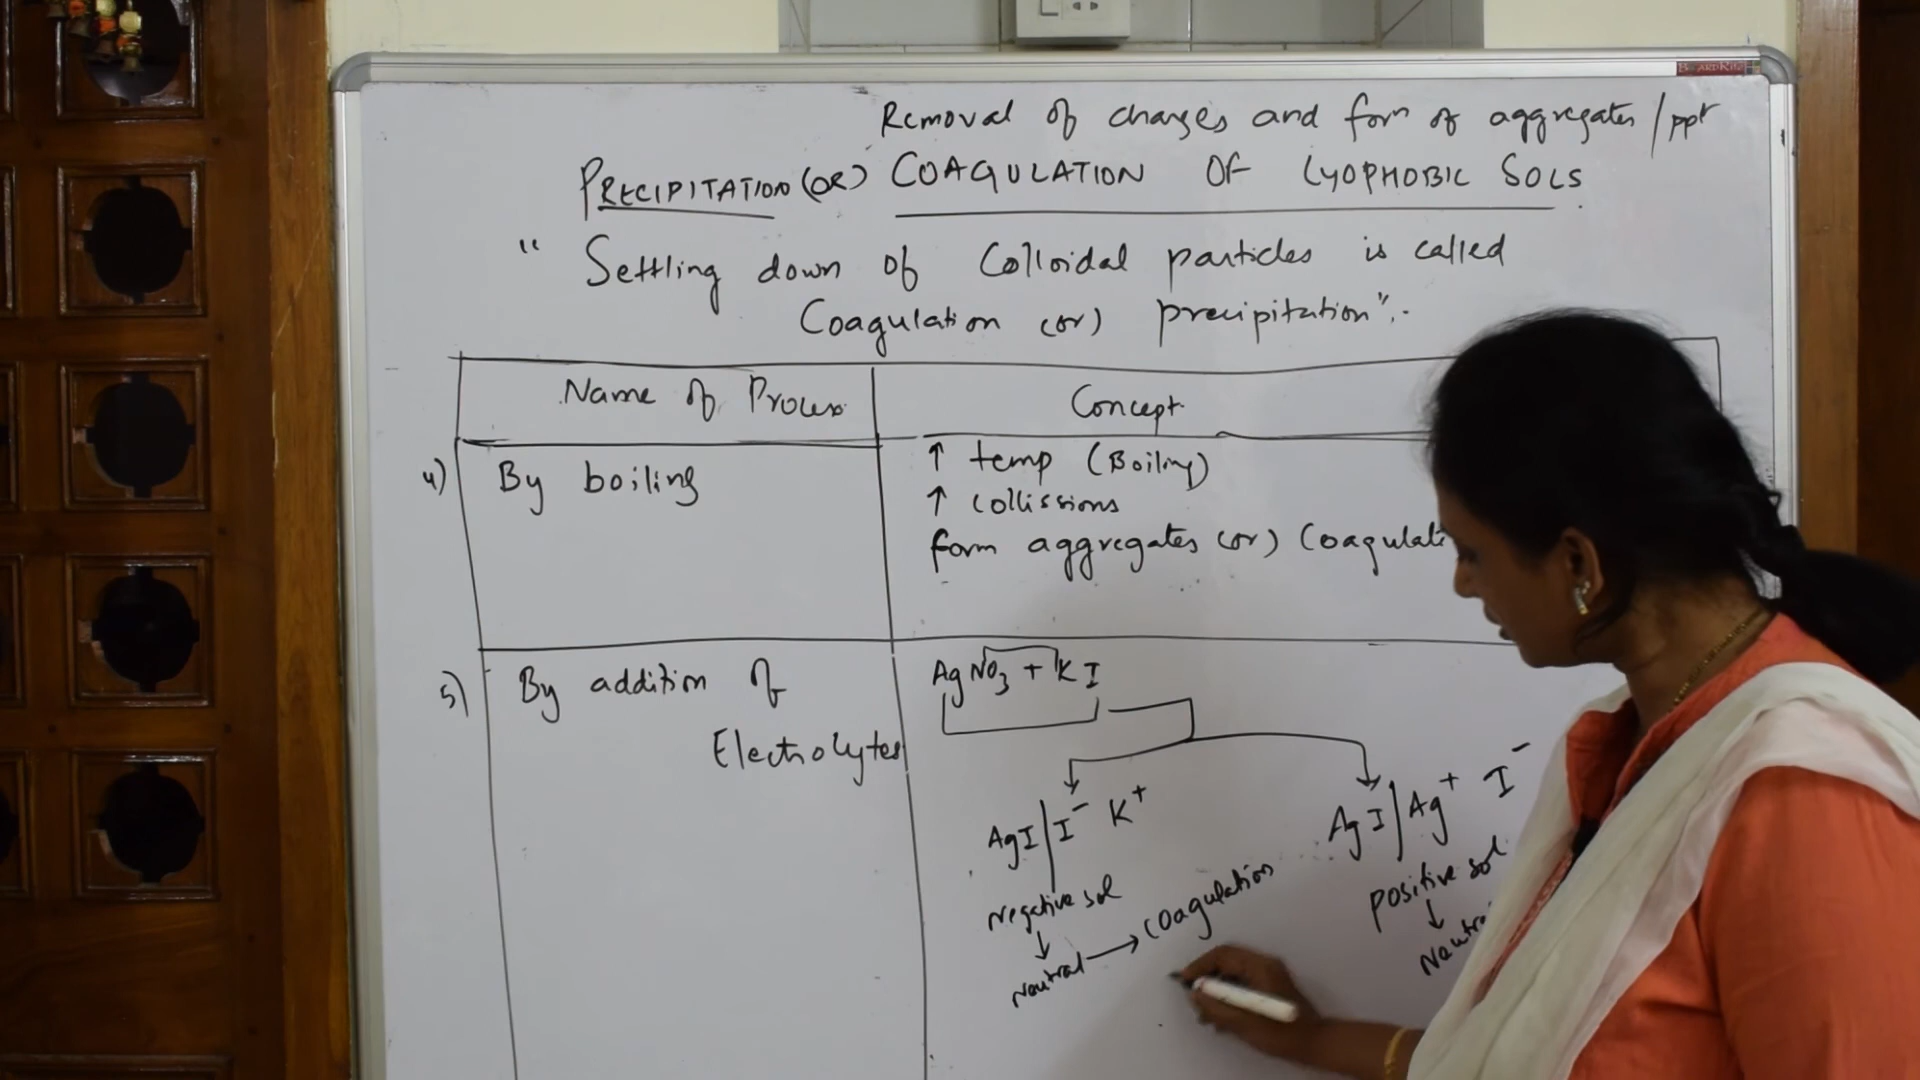 Removal of charges and form of aggregates/ppt
PRECIPITATION (OR) COAGULATION OF LYOPHOBIC SOLS
" Settling down of Colloidal particles is called
Coagulation (or) precipitation".
Name of Process
Concept
4) By boiling
↑ temp (Boiling)
↑ Collissions
form aggregates (or) Coagulati
5) By addition of
Electrolytes
AgNO3 + KI
AgI/I⁻ K⁺
AgI/Ag⁺ I⁻
Negative sol
↓
Neutral → Coagulation
Positive sol
↓
Neutra